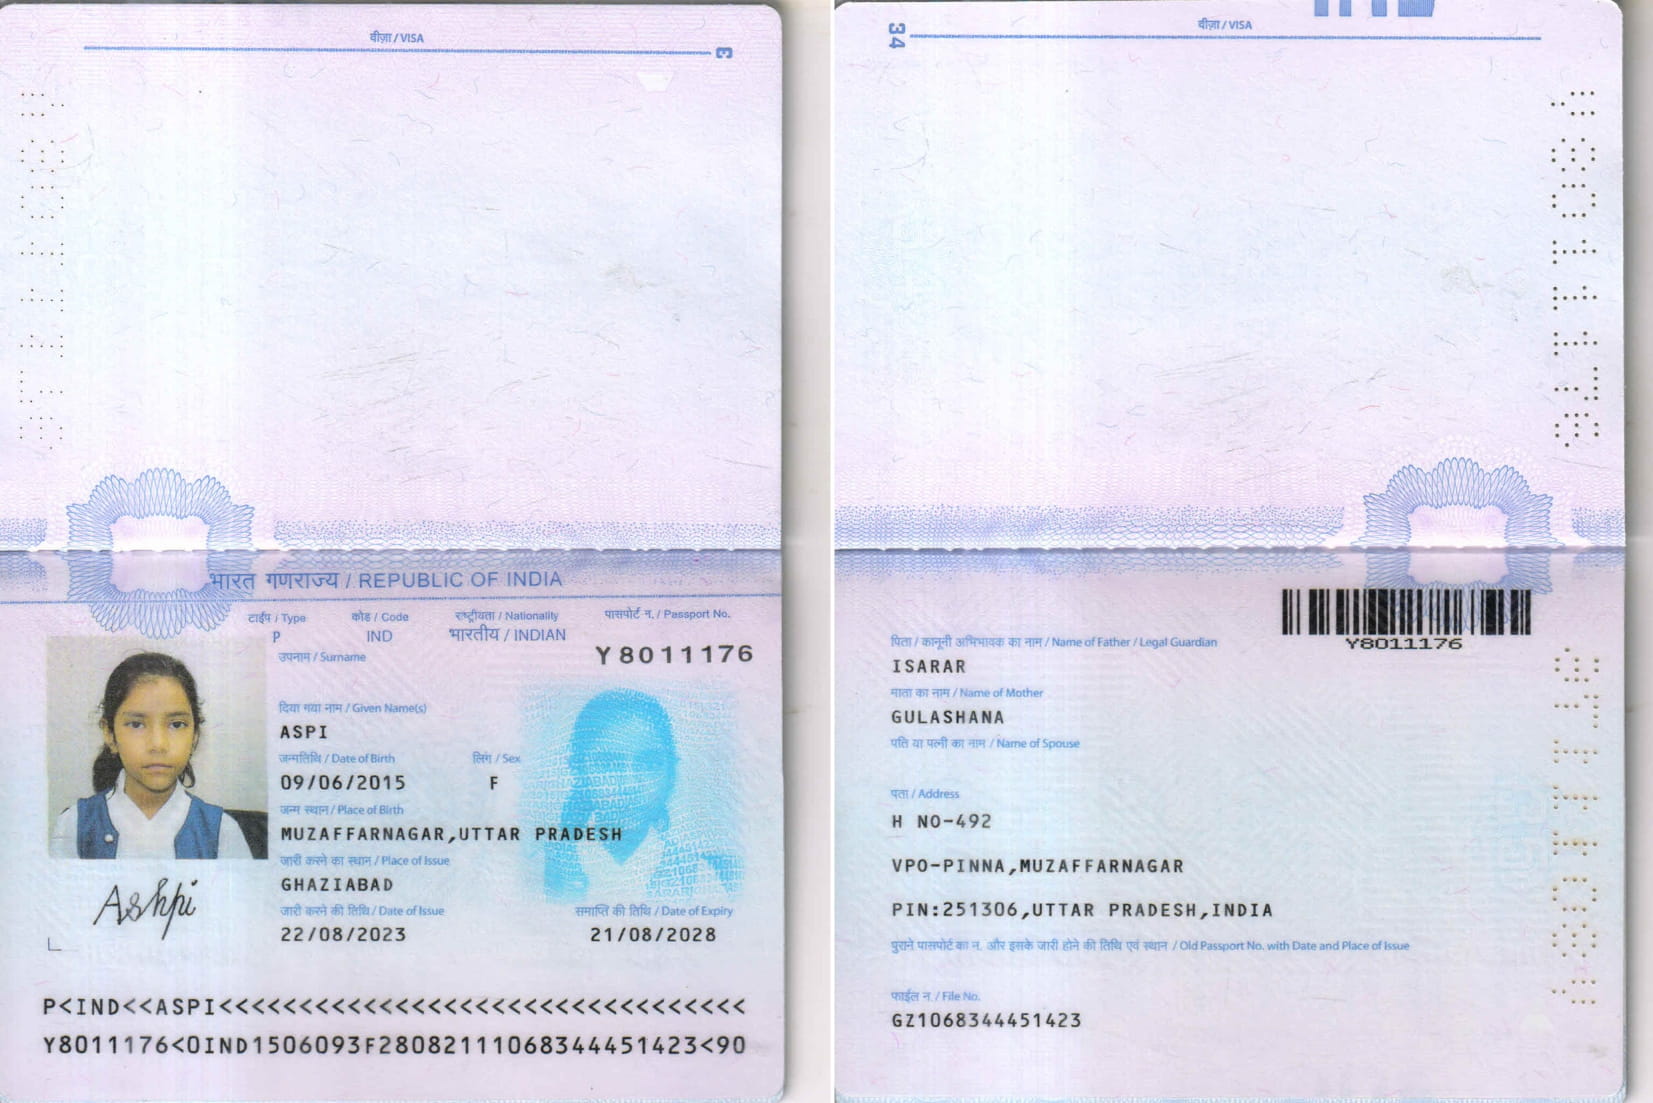 वीज़ा / VISA
3
भारत गणराज्य / REPUBLIC OF INDIA
टाईप / Type
कोड / Code
राष्ट्रीयता / Nationality
पासपोर्ट न. / Passport No.
P
IND
भारतीय / INDIAN
Y8011176
उपनाम / Surname
दिया गया नाम / Given Name(s)
ASPI
जन्मतिथि / Date of Birth
लिंग / Sex
09/06/2015
F
जन्म स्थान / Place of Birth
MUZAFFARNAGAR,UTTAR PRADESH
जारी करने का स्थान / Place of Issue
GHAZIABAD
जारी करने की तिथि / Date of Issue
समाप्ति की तिथि / Date of Expiry
22/08/2023
21/08/2028
Ashpi
P<IND<<ASPI<<<<<<<<<<<<<<<<<<<<<<<<<<<<<<<<<
Y8011176<0IND1506093F28082111068344451423<90
34
वीज़ा / VISA
Y8011176
Y8011176
पिता / कानूनी अभिभावक का नाम / Name of Father / Legal Guardian
ISARAR
माता का नाम / Name of Mother
GULASHANA
पति या पत्नी का नाम / Name of Spouse
पता / Address
H NO-492
VPO-PINNA,MUZAFFARNAGAR
PIN:251306,UTTAR PRADESH,INDIA
पुराने पासपोर्ट का न. और इसके जारी होने की तिथि एवं स्थान / Old Passport No. with Date and Place of Issue
फाईल न. / File No.
GZ1068344451423